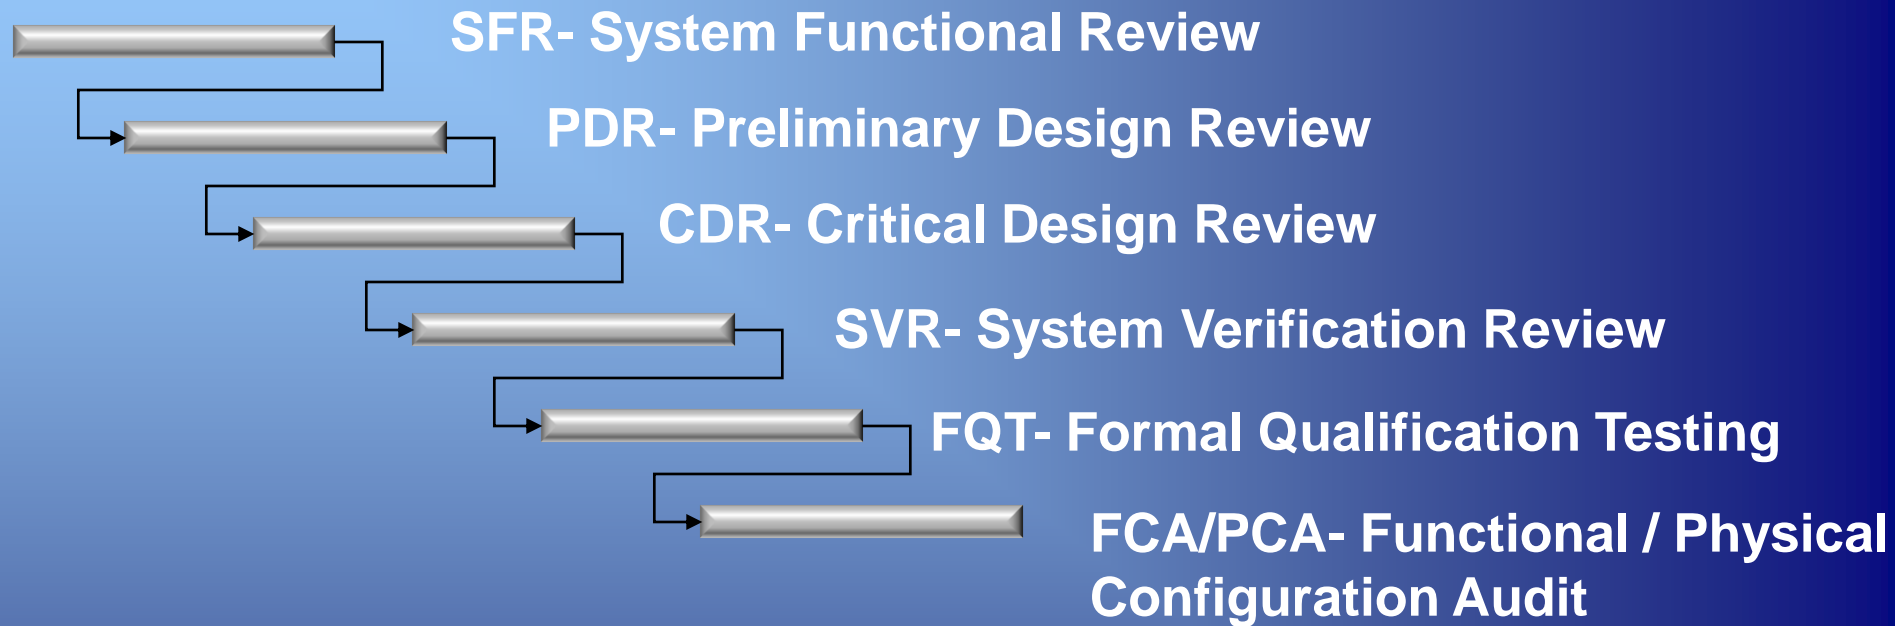 SFR- System Functional Review
PDR- Preliminary Design Review
CDR- Critical Design Review
SVR- System Verification Review
FQT- Formal Qualification Testing
FCA/PCA- Functional / Physical
Configuration Audit